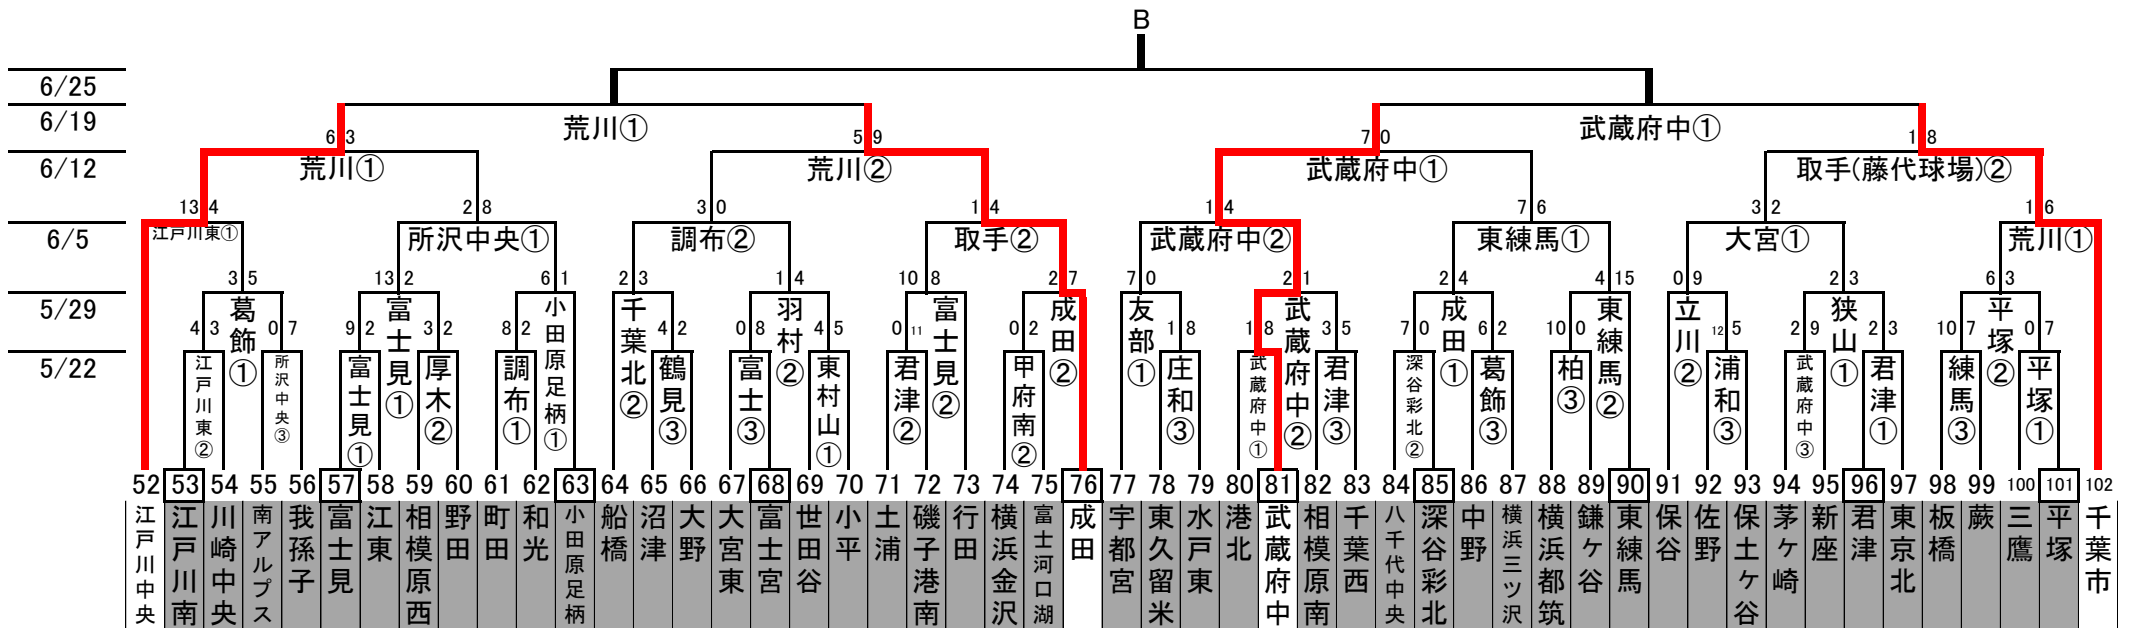 B
6/25
6/19
荒川①
武蔵府中①
6 3
5 9
7 0
1 8
6/12
荒川①
荒川②
武蔵府中①
取手(藤代球場)②
13 4
2 8
3 0
1 4
1 4
7 6
3 2
1 6
6/5
江戸川東①
所沢中央①
調布②
取手②
武蔵府中②
東練馬①
大宮①
荒川①
3 5
13 2
6 1
2 3
1 4
10 8
2 7
7 0
2 1
2 4
4 15
0 9
2 3
6 3
5/29
葛飾①
富士見①
小田原足柄①
千葉北②
羽村②
富士見②
成田②
友部①
武蔵府中②
成田①
東練馬②
立川②
狭山①
平塚②
4 3
0 7
9 2
3 2
8 2
4 2
0 8
4 5
0 11
0 2
1 8
1 8
3 5
7 0
6 2
10 0
12 5
2 9
2 3
10 7
0 7
5/22
江戸川東②
所沢中央③
富士見①
厚木②
調布①
鶴見③
富士③
東村山①
君津②
甲府南②
庄和③
武蔵府中①
君津③
深谷彩北②
葛飾③
柏③
浦和③
武蔵府中③
君津①
練馬③
平塚①
52 53 54 55 56 57 58 59 60 61 62 63 64 65 66 67 68 69 70 71 72 73 74 75 76 77 78 79 80 81 82 83 84 85 86 87 88 89 90 91 92 93 94 95 96 97 98 99 100 101 102
江戸川中央
江戸川南
川崎中央
南アルプス
我孫子
富士見
江東
相模原西
野田
町田
和光
小田原足柄
船橋
沼津
大野
大宮東
富士宮
世田谷
小平
土浦
磯子港南
行田
横浜金沢
富士河口湖
成田
宇都宮
東久留米
水戸東
港北
武蔵府中
相模原南
千葉西
八千代中央
深谷彩北
中野
横浜三ツ沢
横浜都筑
鎌ケ谷
東練馬
保谷
佐野
保土ケ谷
茅ケ崎
新座
君津
東京北
板橋
蕨
三鷹
平塚
千葉市